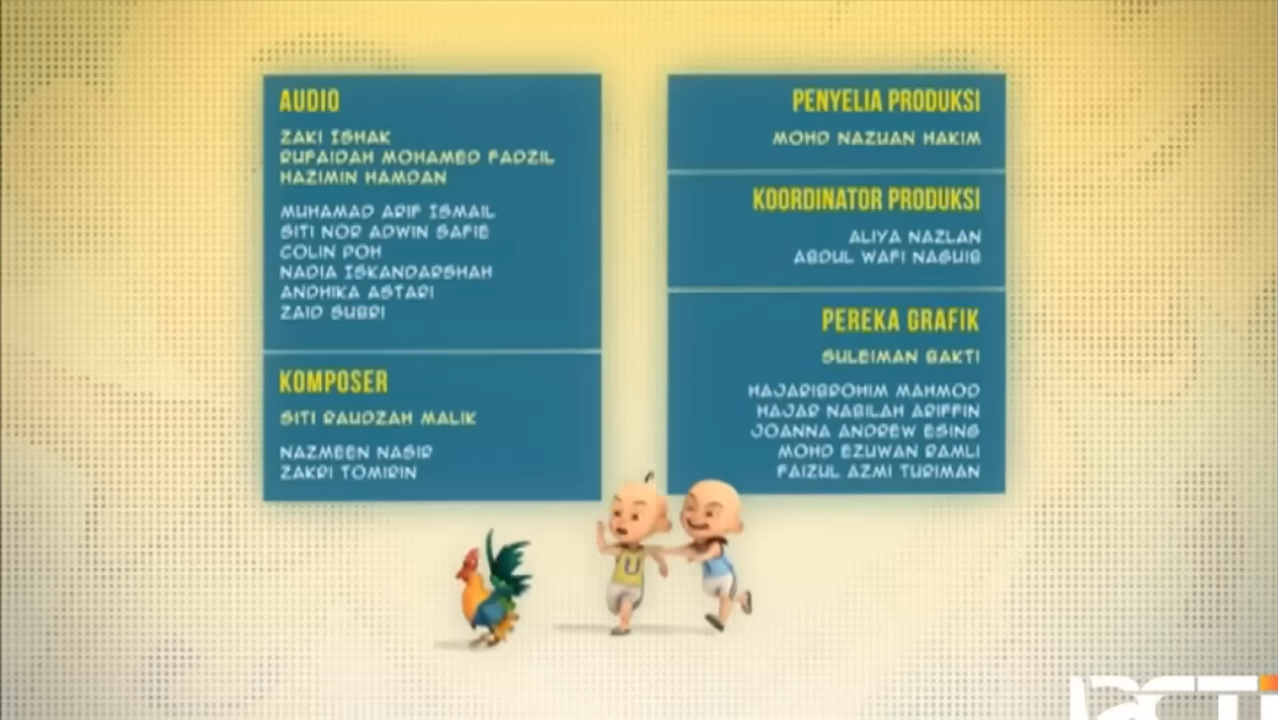 AUDIO
ZAKI ISHAK
RUFAIDAH MOHAMED FADZIL
HAZIMIN HAMDAN
MUHAMAD ARIF ISMAIL
SITI NOR ADWIN SAFIE
COLIN POH
NADIA ISKANDARSHAH
ANDHIKA ASTARI
ZAID SUBRI
KOMPOSER
SITI RAUDZAH MALIK
NAZMEEN NASIR
ZAKRI TOMIRIN
PENYELIA PRODUKSI
MOHD NAZUAN HAKIM
KOORDINATOR PRODUKSI
ALIYA NAZLAN
ABDUL WAFI NAGUIB
PEREKA GRAFIK
SULEIMAN BAKTI
HAJARIBROHIM MAHMOD
HAJAR NABILAH ARIFFIN
JOANNA ANDREW ESING
MOHD EZUWAN RAMLI
FAIZUL AZMI TURIMAN
U